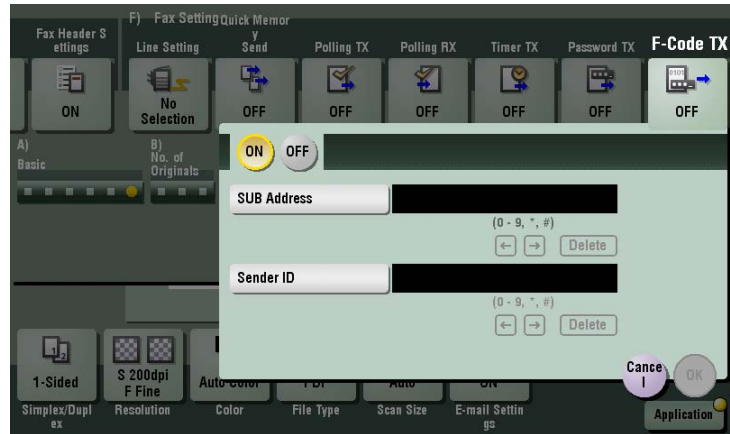 F) Fax Setting
Fax Header S
ettings
Line Setting
Quick Memor
y
Send
Polling TX
Polling RX
Timer TX
Password TX
F-Code TX
ON
No
Selection
OFF
OFF
OFF
OFF
OFF
OFF
A)
Basic
B)
No. of
Originals
ON
OFF
SUB Address
(0 - 9, *, #)
← → Delete
Sender ID
(0 - 9, *, #)
← → Delete
Cance
l
OK
1-Sided
S 200dpi
F Fine
Auto Color
PDF
Auto
ON
Simplex/Dupl
ex
Resolution
Color
File Type
Scan Size
E-mail Settin
gs
Application